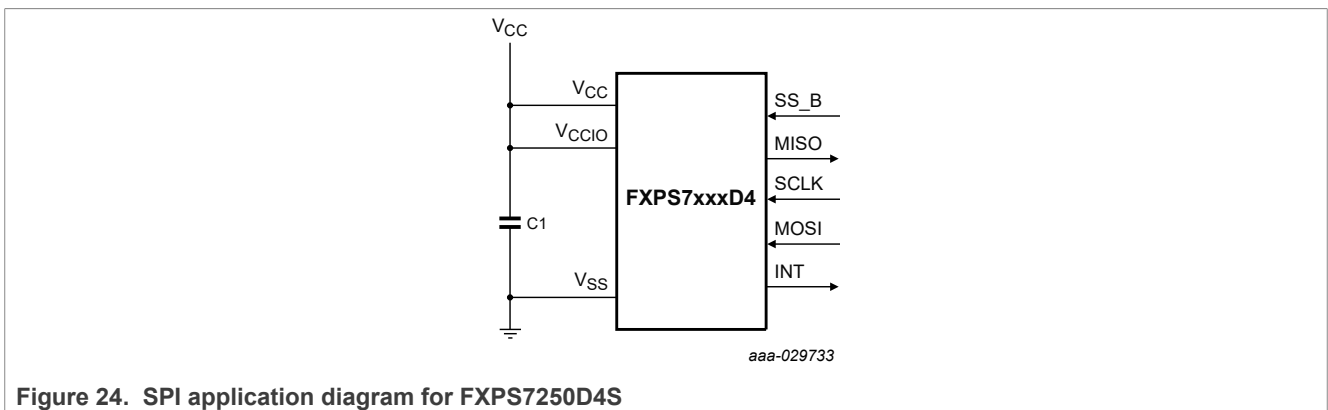 VCC
VCC
VCCIO
C1
VSS
FXPS7xxxD4
SS_B
MISO
SCLK
MOSI
INT
aaa-029733
Figure 24. SPI application diagram for FXPS7250D4S